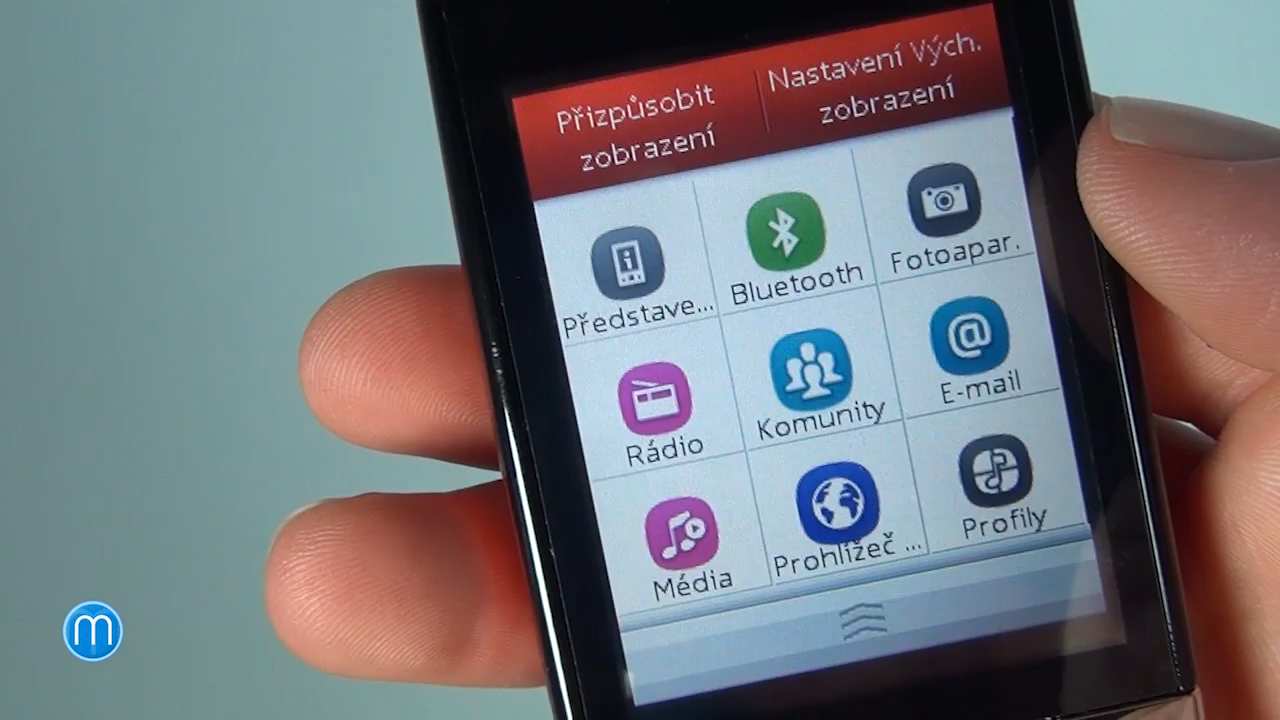 Přizpůsobit
zobrazení
Nastavení Vých.
zobrazení
Představe...
Bluetooth
Fotoapar.
Rádio
Komunity
E-mail
Média
Prohlížeč ...
Profily
m